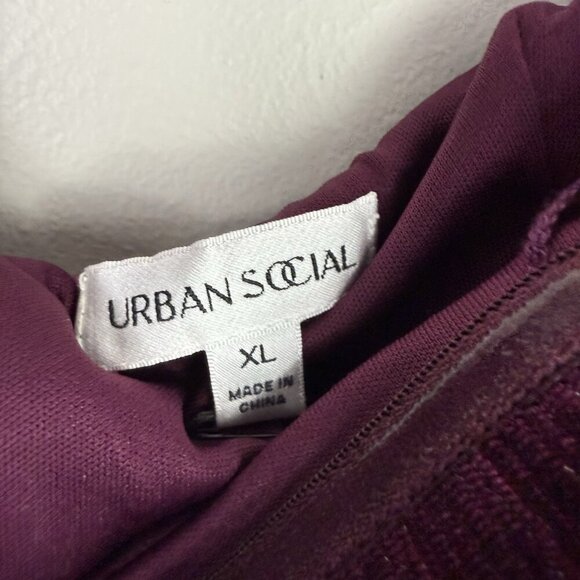 URBAN SOCIAL
XL
MADE IN
CHINA